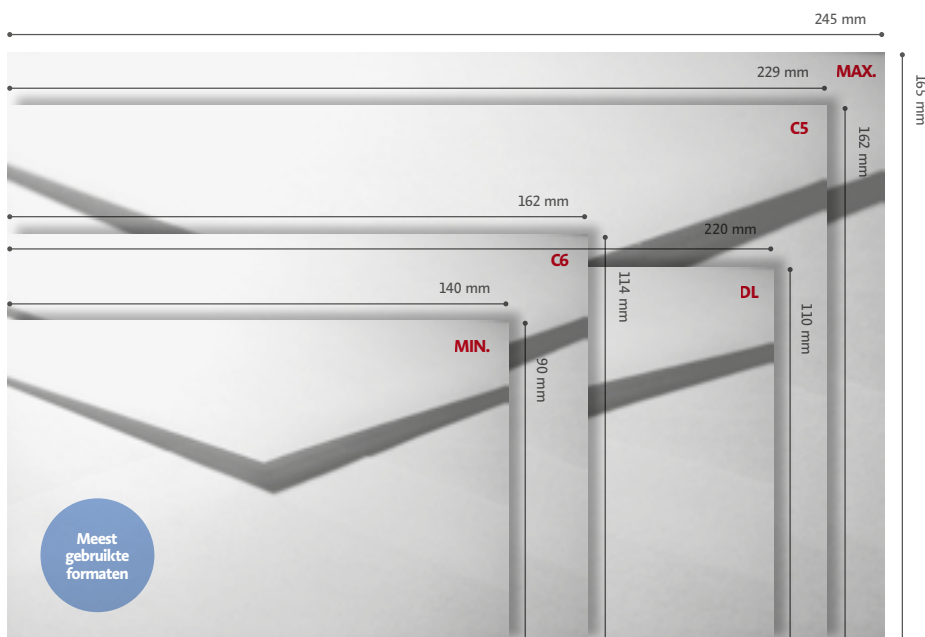 245 mm
229 mm
MAX.
165 mm
C5
162 mm
162 mm
220 mm
C6
114 mm
DL
140 mm
110 mm
MIN.
90 mm
Meest
gebruikte
formaten